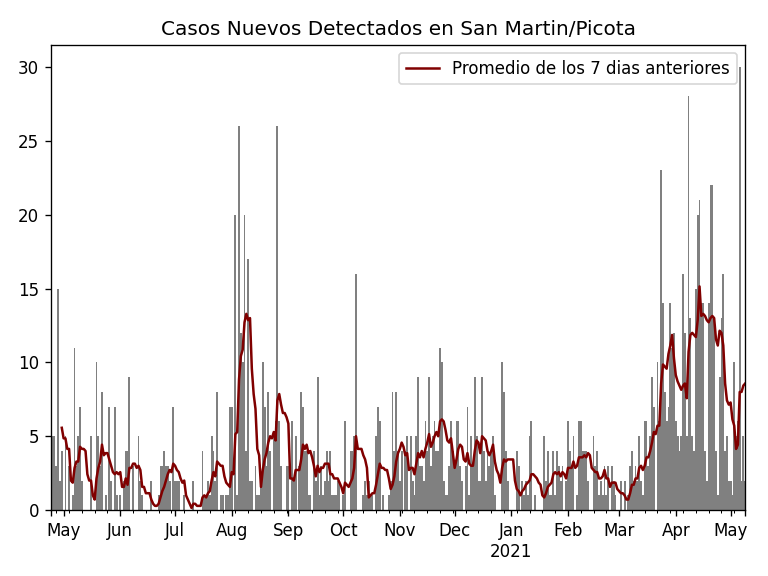 Casos Nuevos Detectados en San Martin/Picota
Promedio de los 7 dias anteriores
30
25
20
15
10
5
0
May Jun Jul Aug Sep Oct Nov Dec Jan Feb Mar Apr May
2021